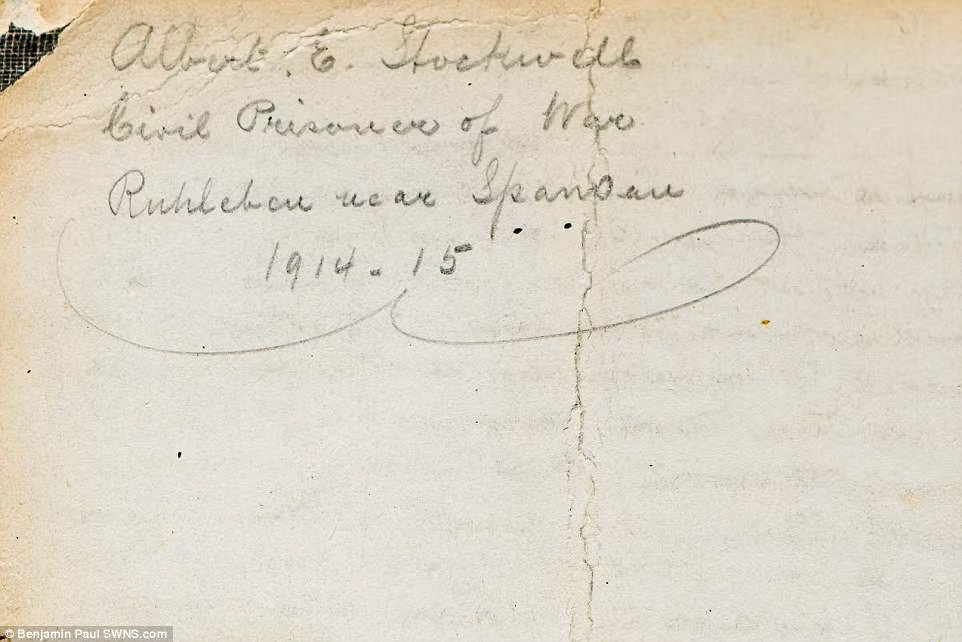 Albert. E. Stockwell
Civil Prisoner of War
Ruhleben near Spandau
1914 - 15
© Benjamin Paul SWNS.com